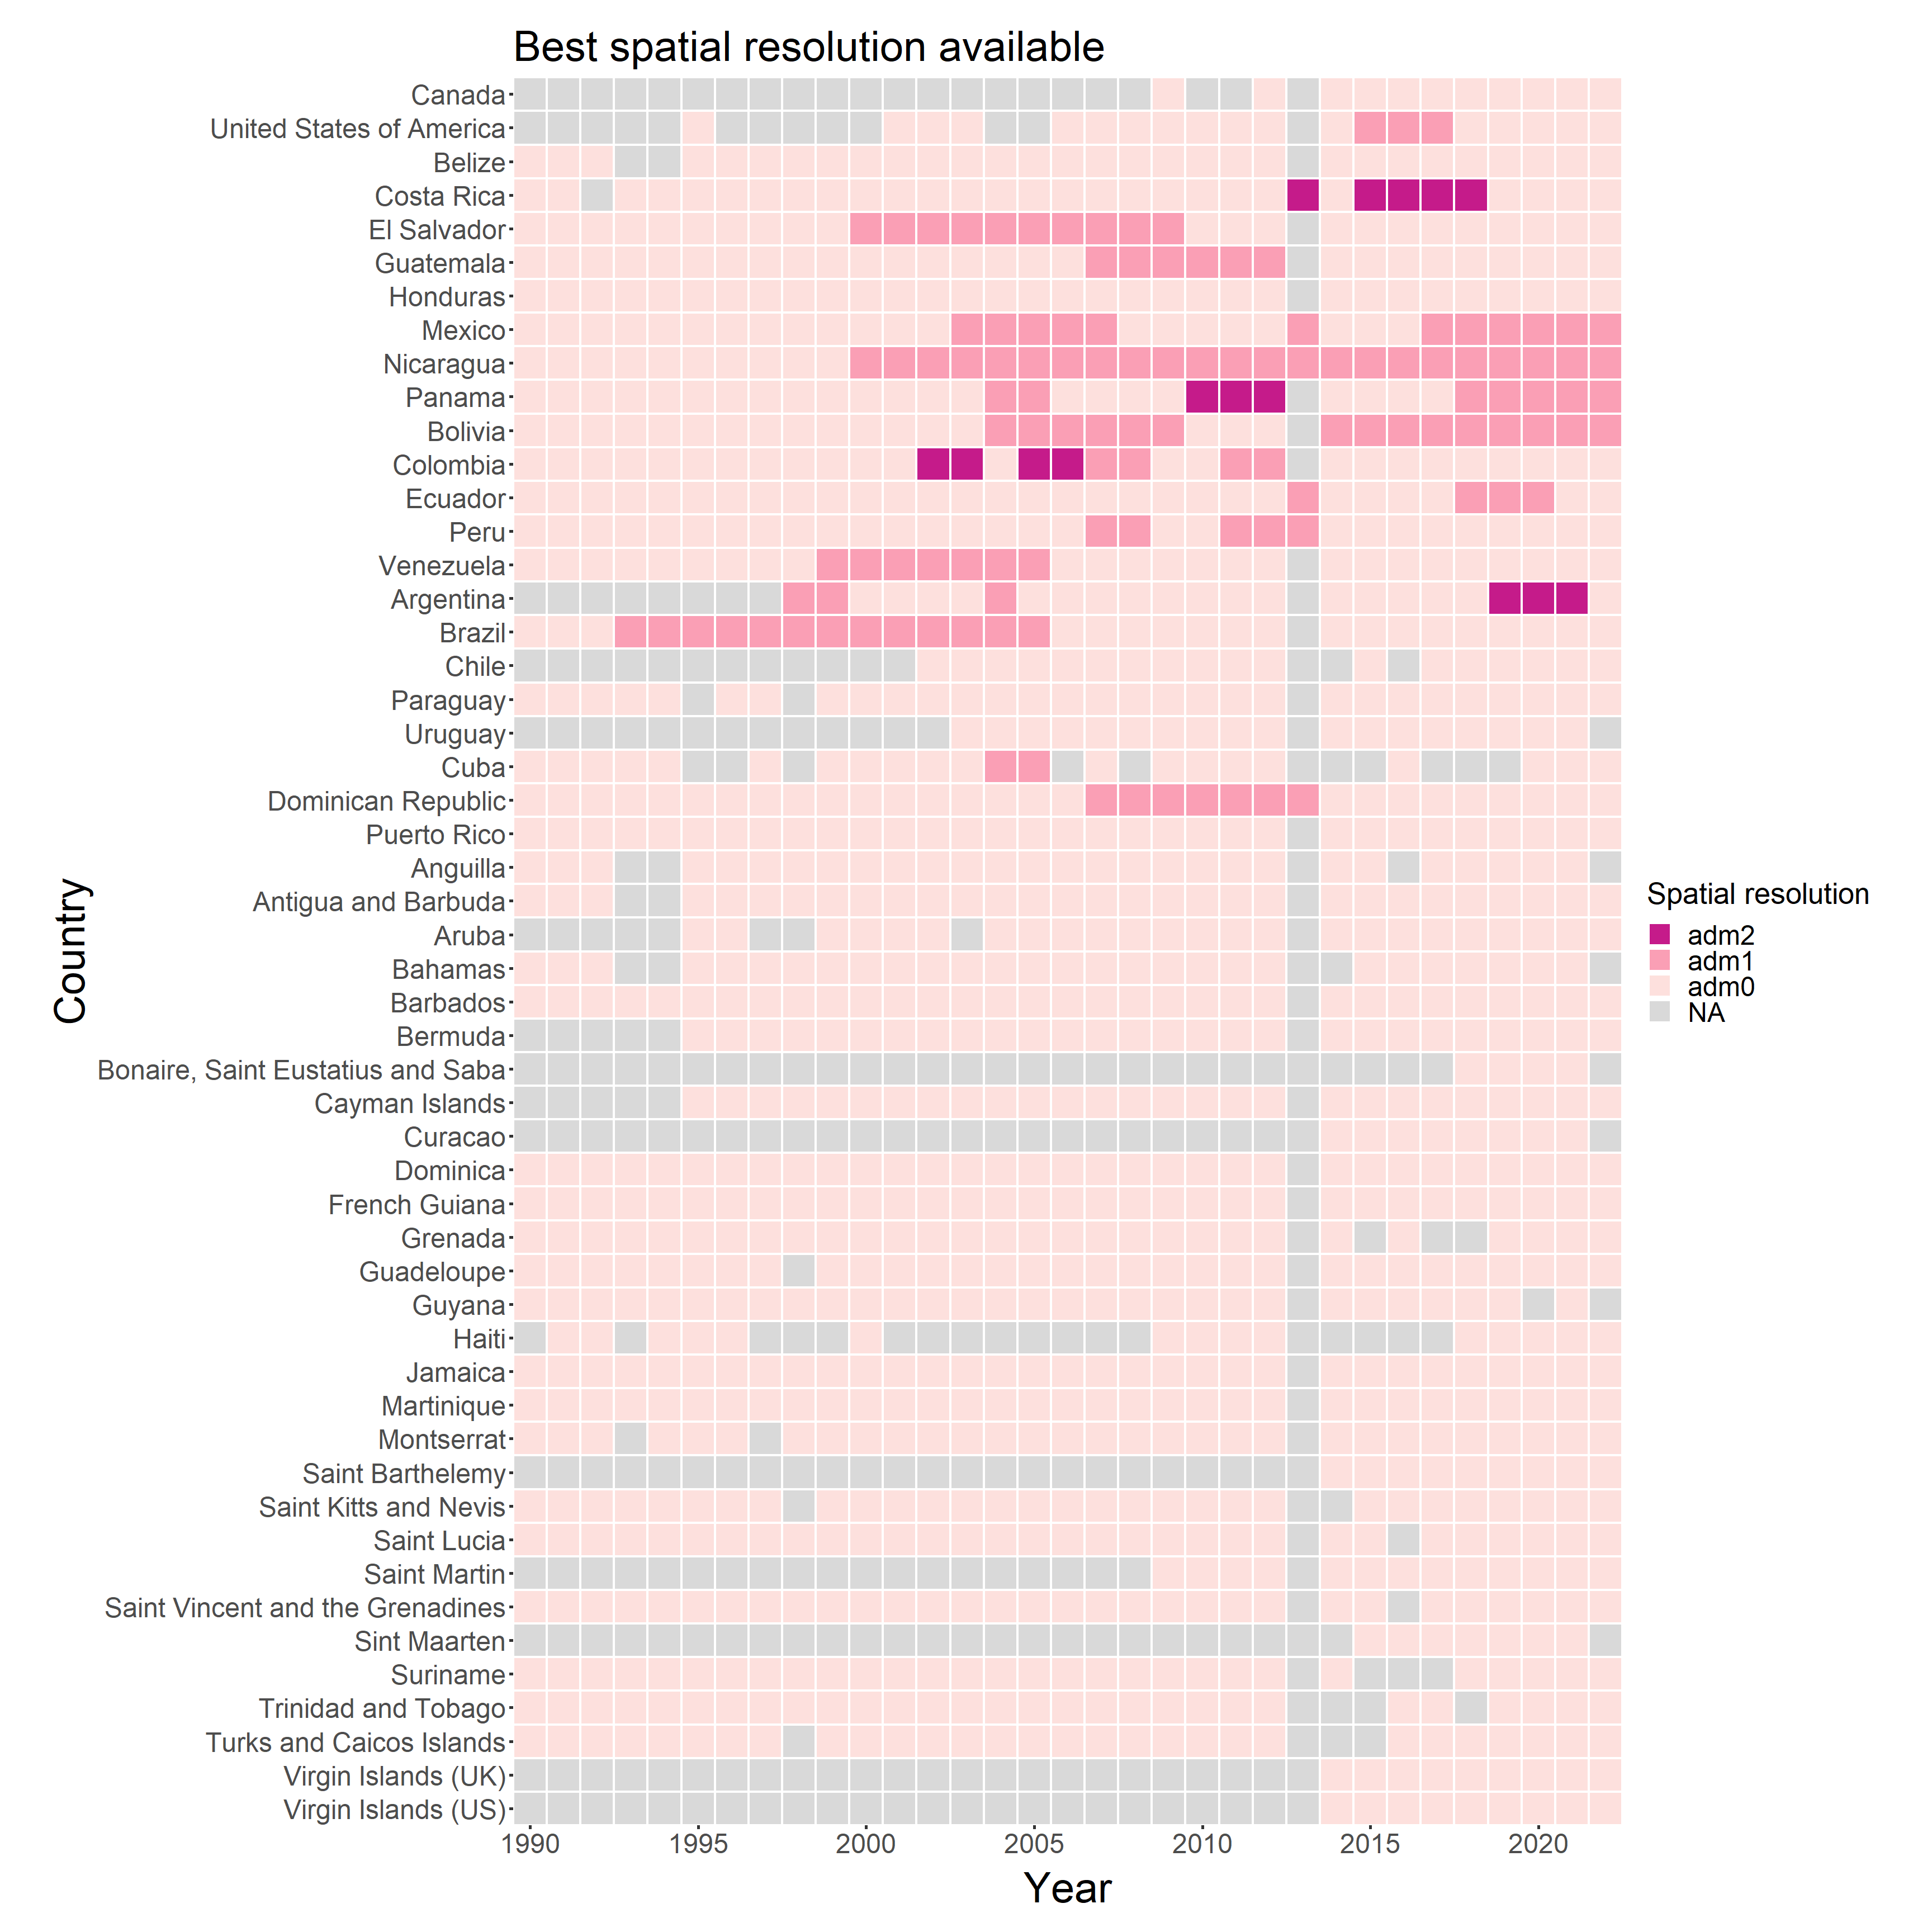 Best spatial resolution available
Canada
United States of America
Belize
Costa Rica
El Salvador
Guatemala
Honduras
Mexico
Nicaragua
Panama
Bolivia
Colombia
Ecuador
Peru
Venezuela
Argentina
Brazil
Chile
Paraguay
Uruguay
Cuba
Dominican Republic
Puerto Rico
Anguilla
Antigua and Barbuda
Aruba
Bahamas
Barbados
Bermuda
Bonaire, Saint Eustatius and Saba
Cayman Islands
Curacao
Dominica
French Guiana
Grenada
Guadeloupe
Guyana
Haiti
Jamaica
Martinique
Montserrat
Saint Barthelemy
Saint Kitts and Nevis
Saint Lucia
Saint Martin
Saint Vincent and the Grenadines
Sint Maarten
Suriname
Trinidad and Tobago
Turks and Caicos Islands
Virgin Islands (UK)
Virgin Islands (US)
Country
1990 1995 2000 2005 2010 2015 2020
Year
Spatial resolution
adm2
adm1
adm0
NA